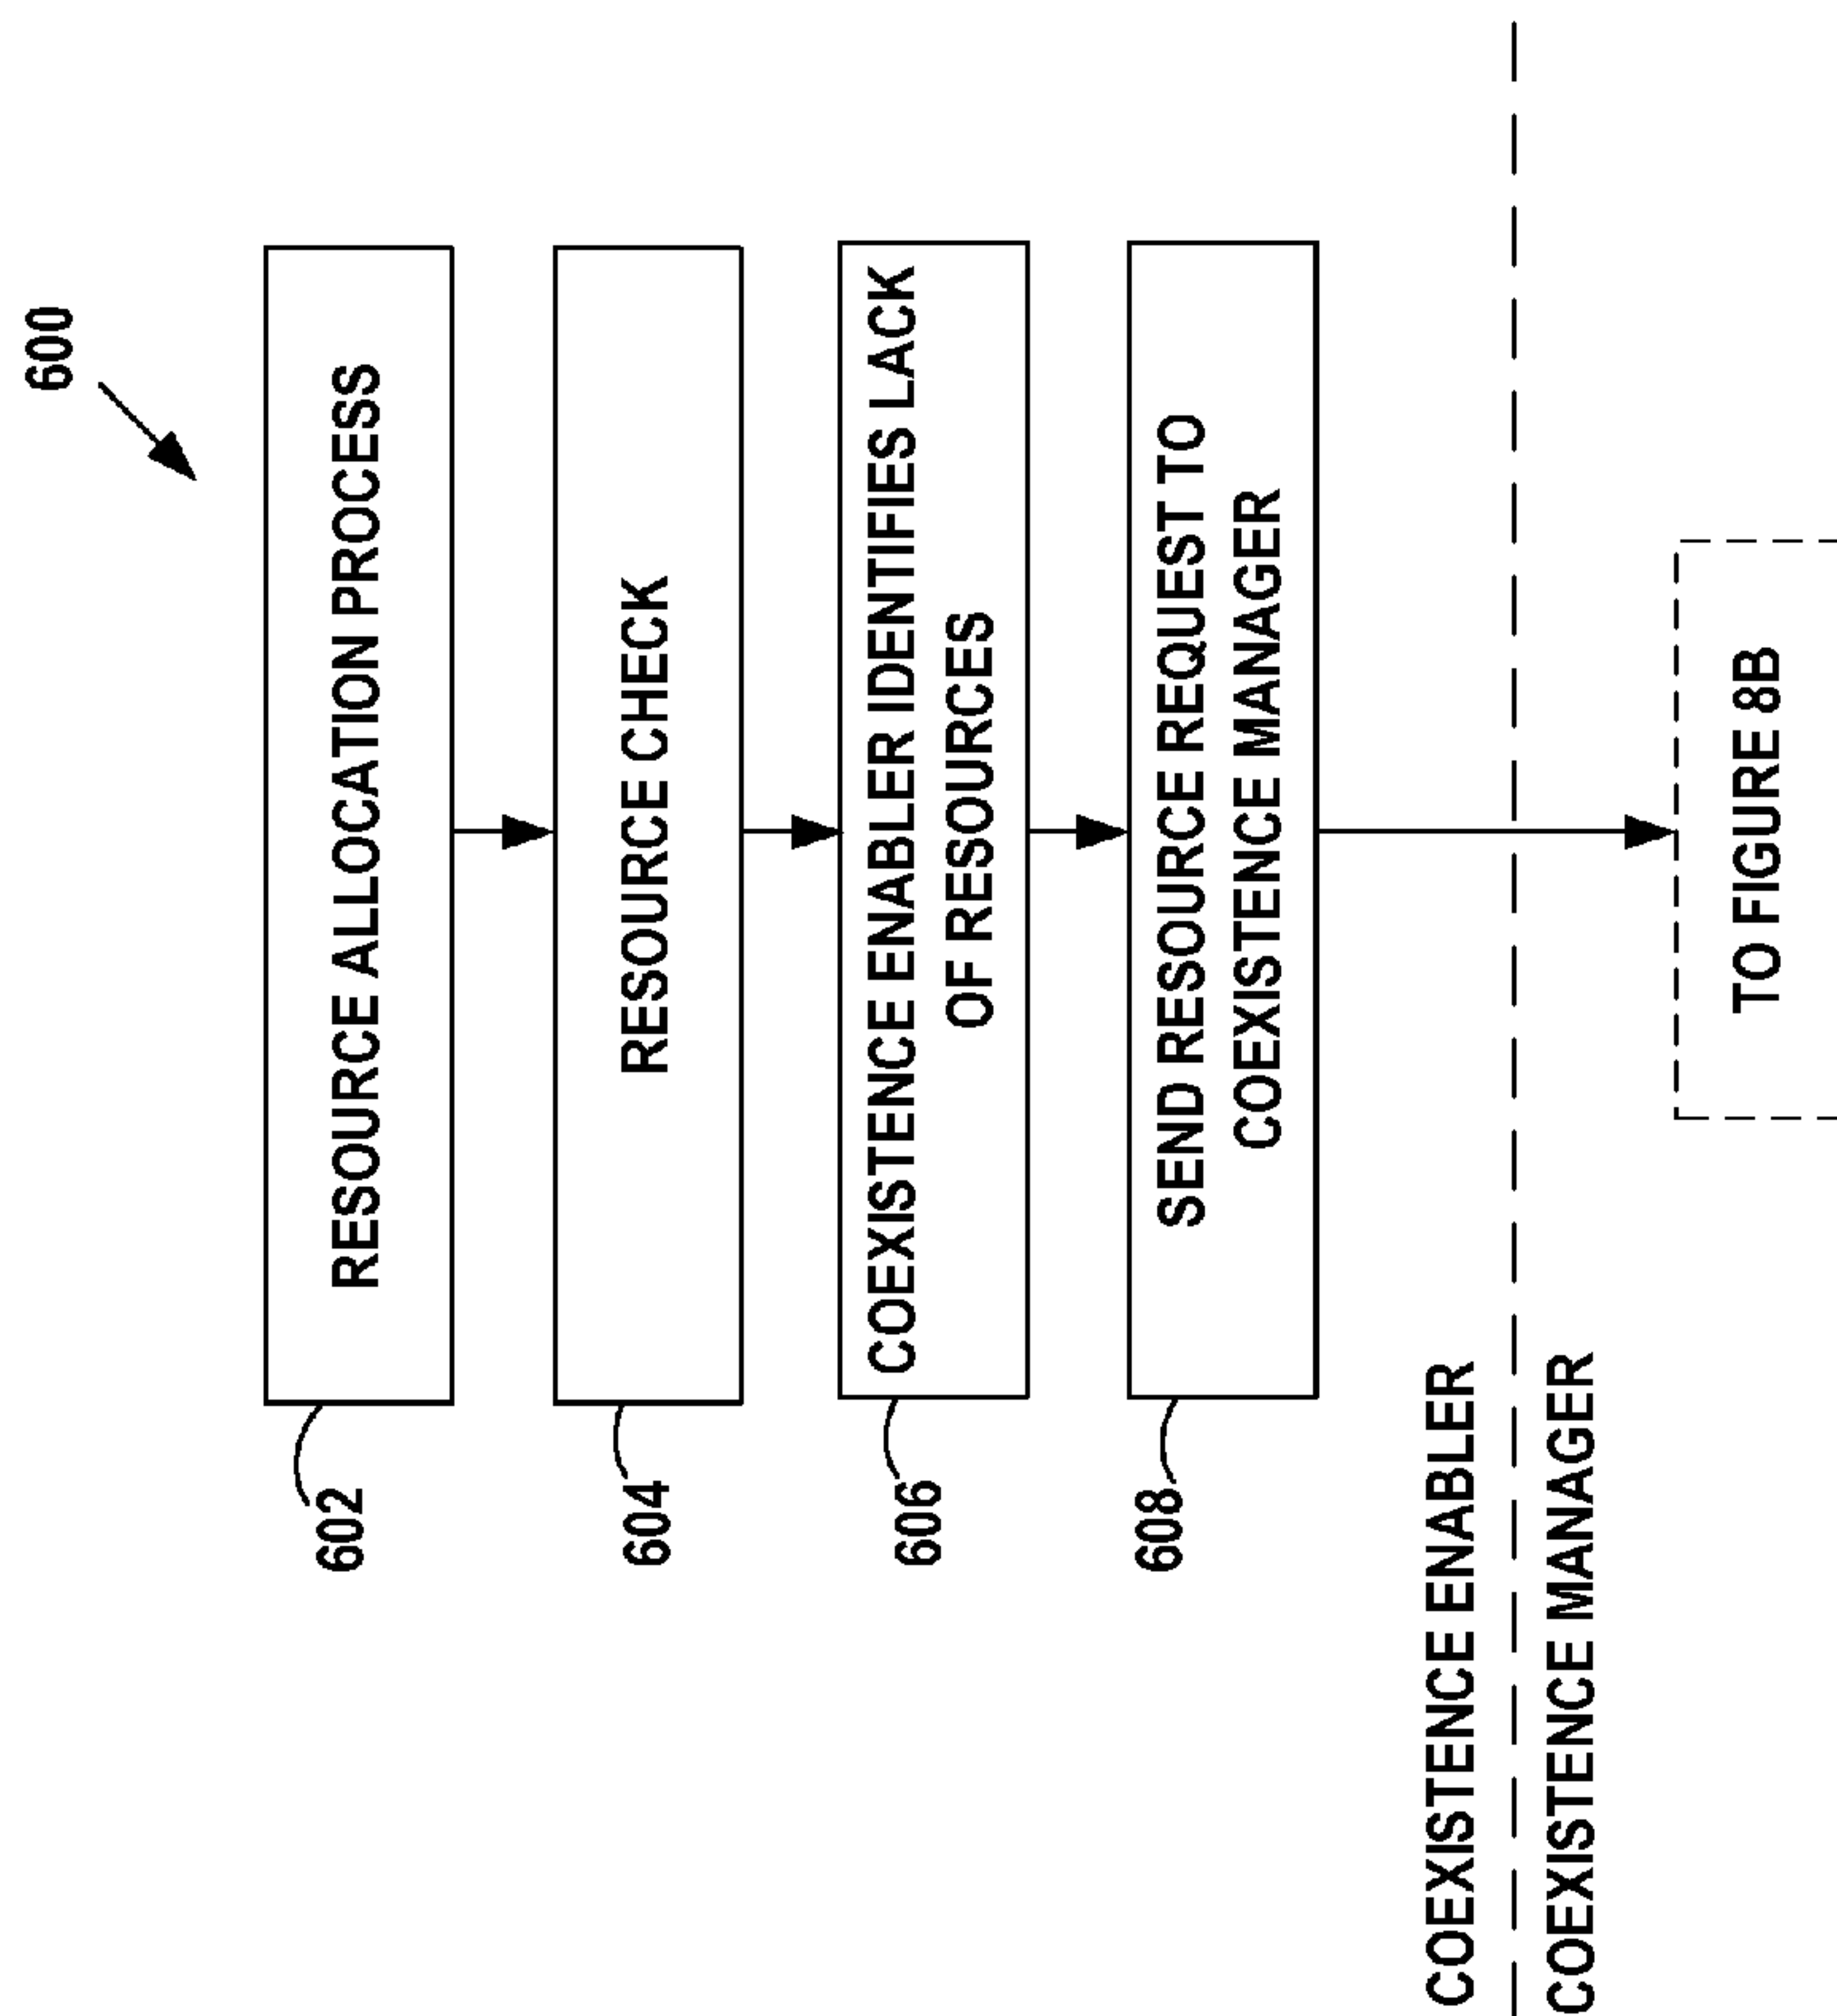 600
602
RESOURCE ALLOCATION PROCESS
604
RESOURCE CHECK
606
COEXISTENCE ENABLER IDENTIFIES LACK
OF RESOURCES
608
SEND RESOURCE REQUEST TO
COEXISTENCE MANAGER
COEXISTENCE ENABLER
COEXISTENCE MANAGER
TO FIGURE 8B